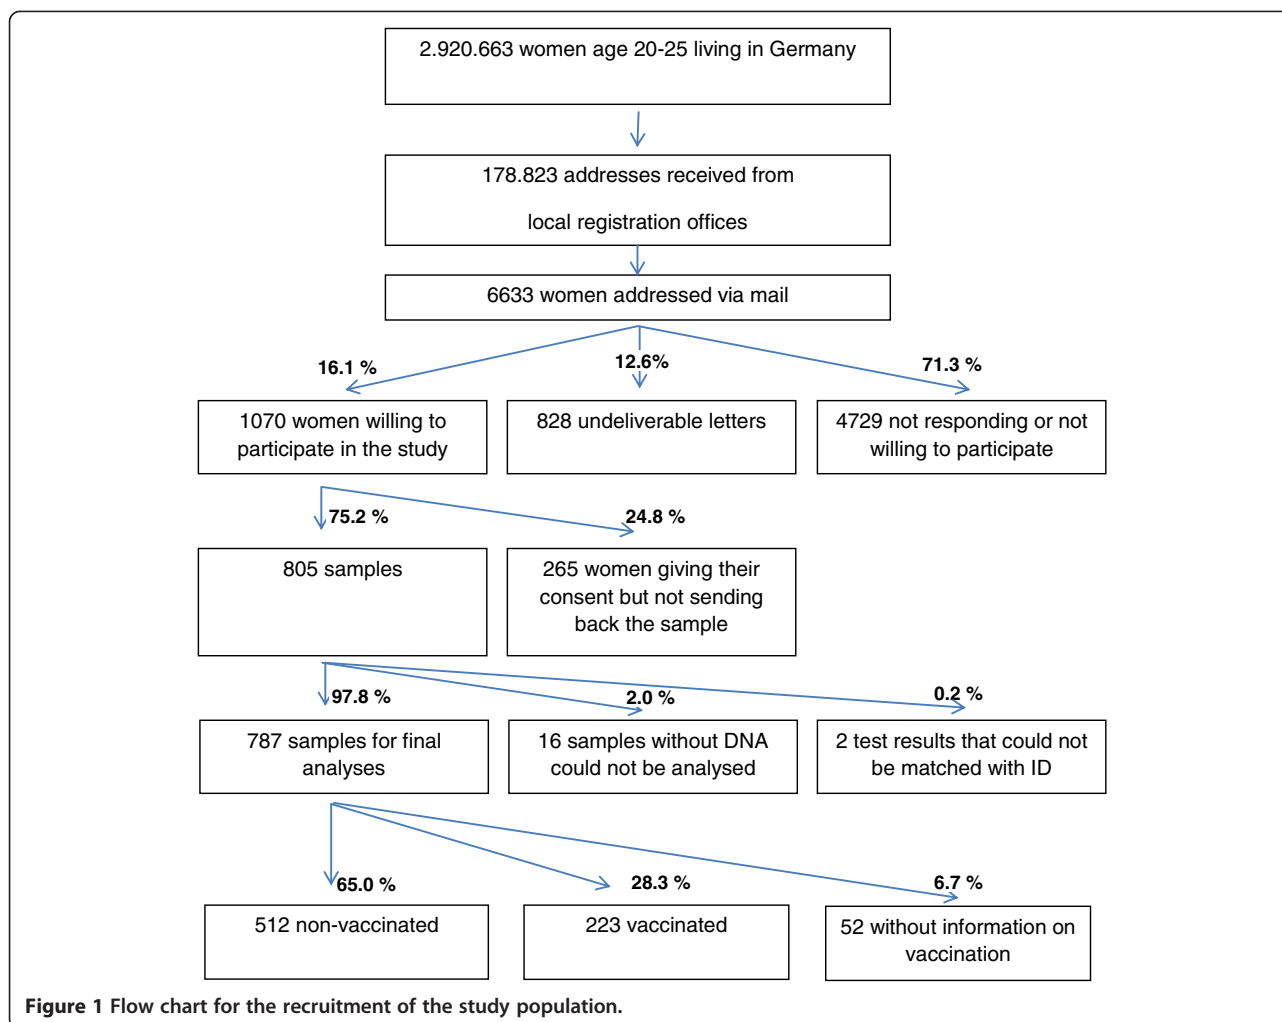 2.920.663 women age 20-25 living in Germany
178.823 addresses received from
local registration offices
6633 women addressed via mail
16.1 %
12.6%
71.3 %
1070 women willing to
participate in the study
828 undeliverable letters
4729 not responding or not
willing to participate
75.2 %
24.8 %
805 samples
265 women giving their
consent but not sending
back the sample
97.8 %
2.0 %
0.2 %
787 samples for final
analyses
16 samples without DNA
could not be analysed
2 test results that could not
be matched with ID
65.0 %
28.3 %
6.7 %
512 non-vaccinated
223 vaccinated
52 without information on
vaccination
Figure 1 Flow chart for the recruitment of the study population.